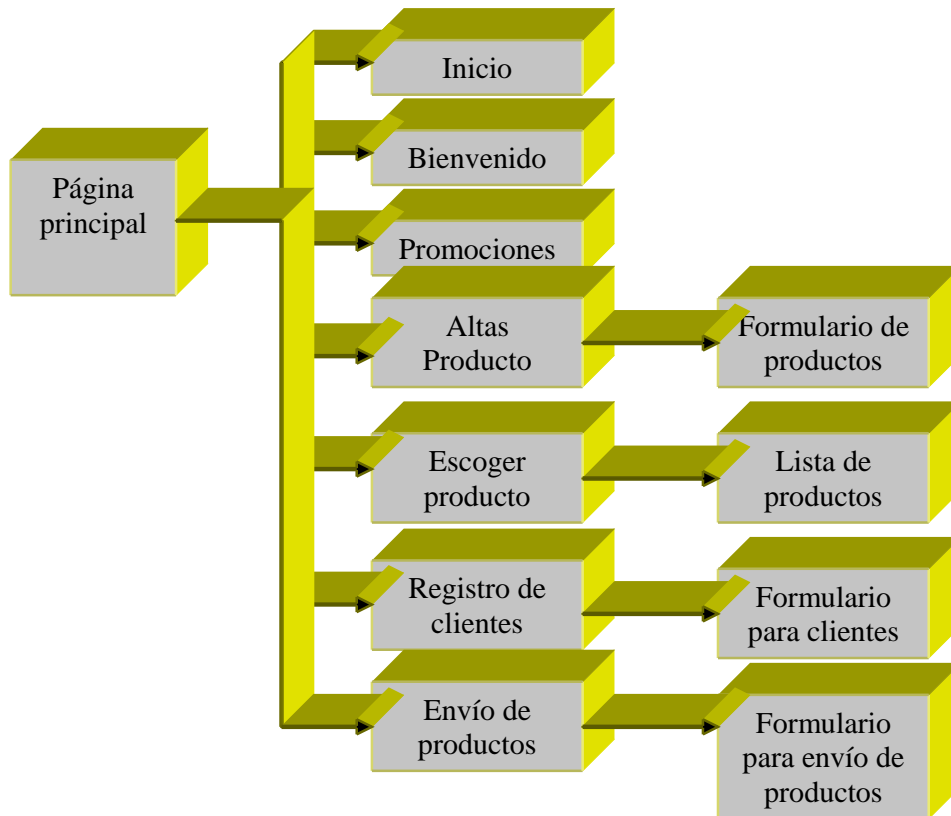 Página
principal
Inicio
Bienvenido
Promociones
Altas
Producto
Formulario de
productos
Escoger
producto
Lista de
productos
Registro de
clientes
Formulario
para clientes
Envío de
productos
Formulario
para envío de
productos